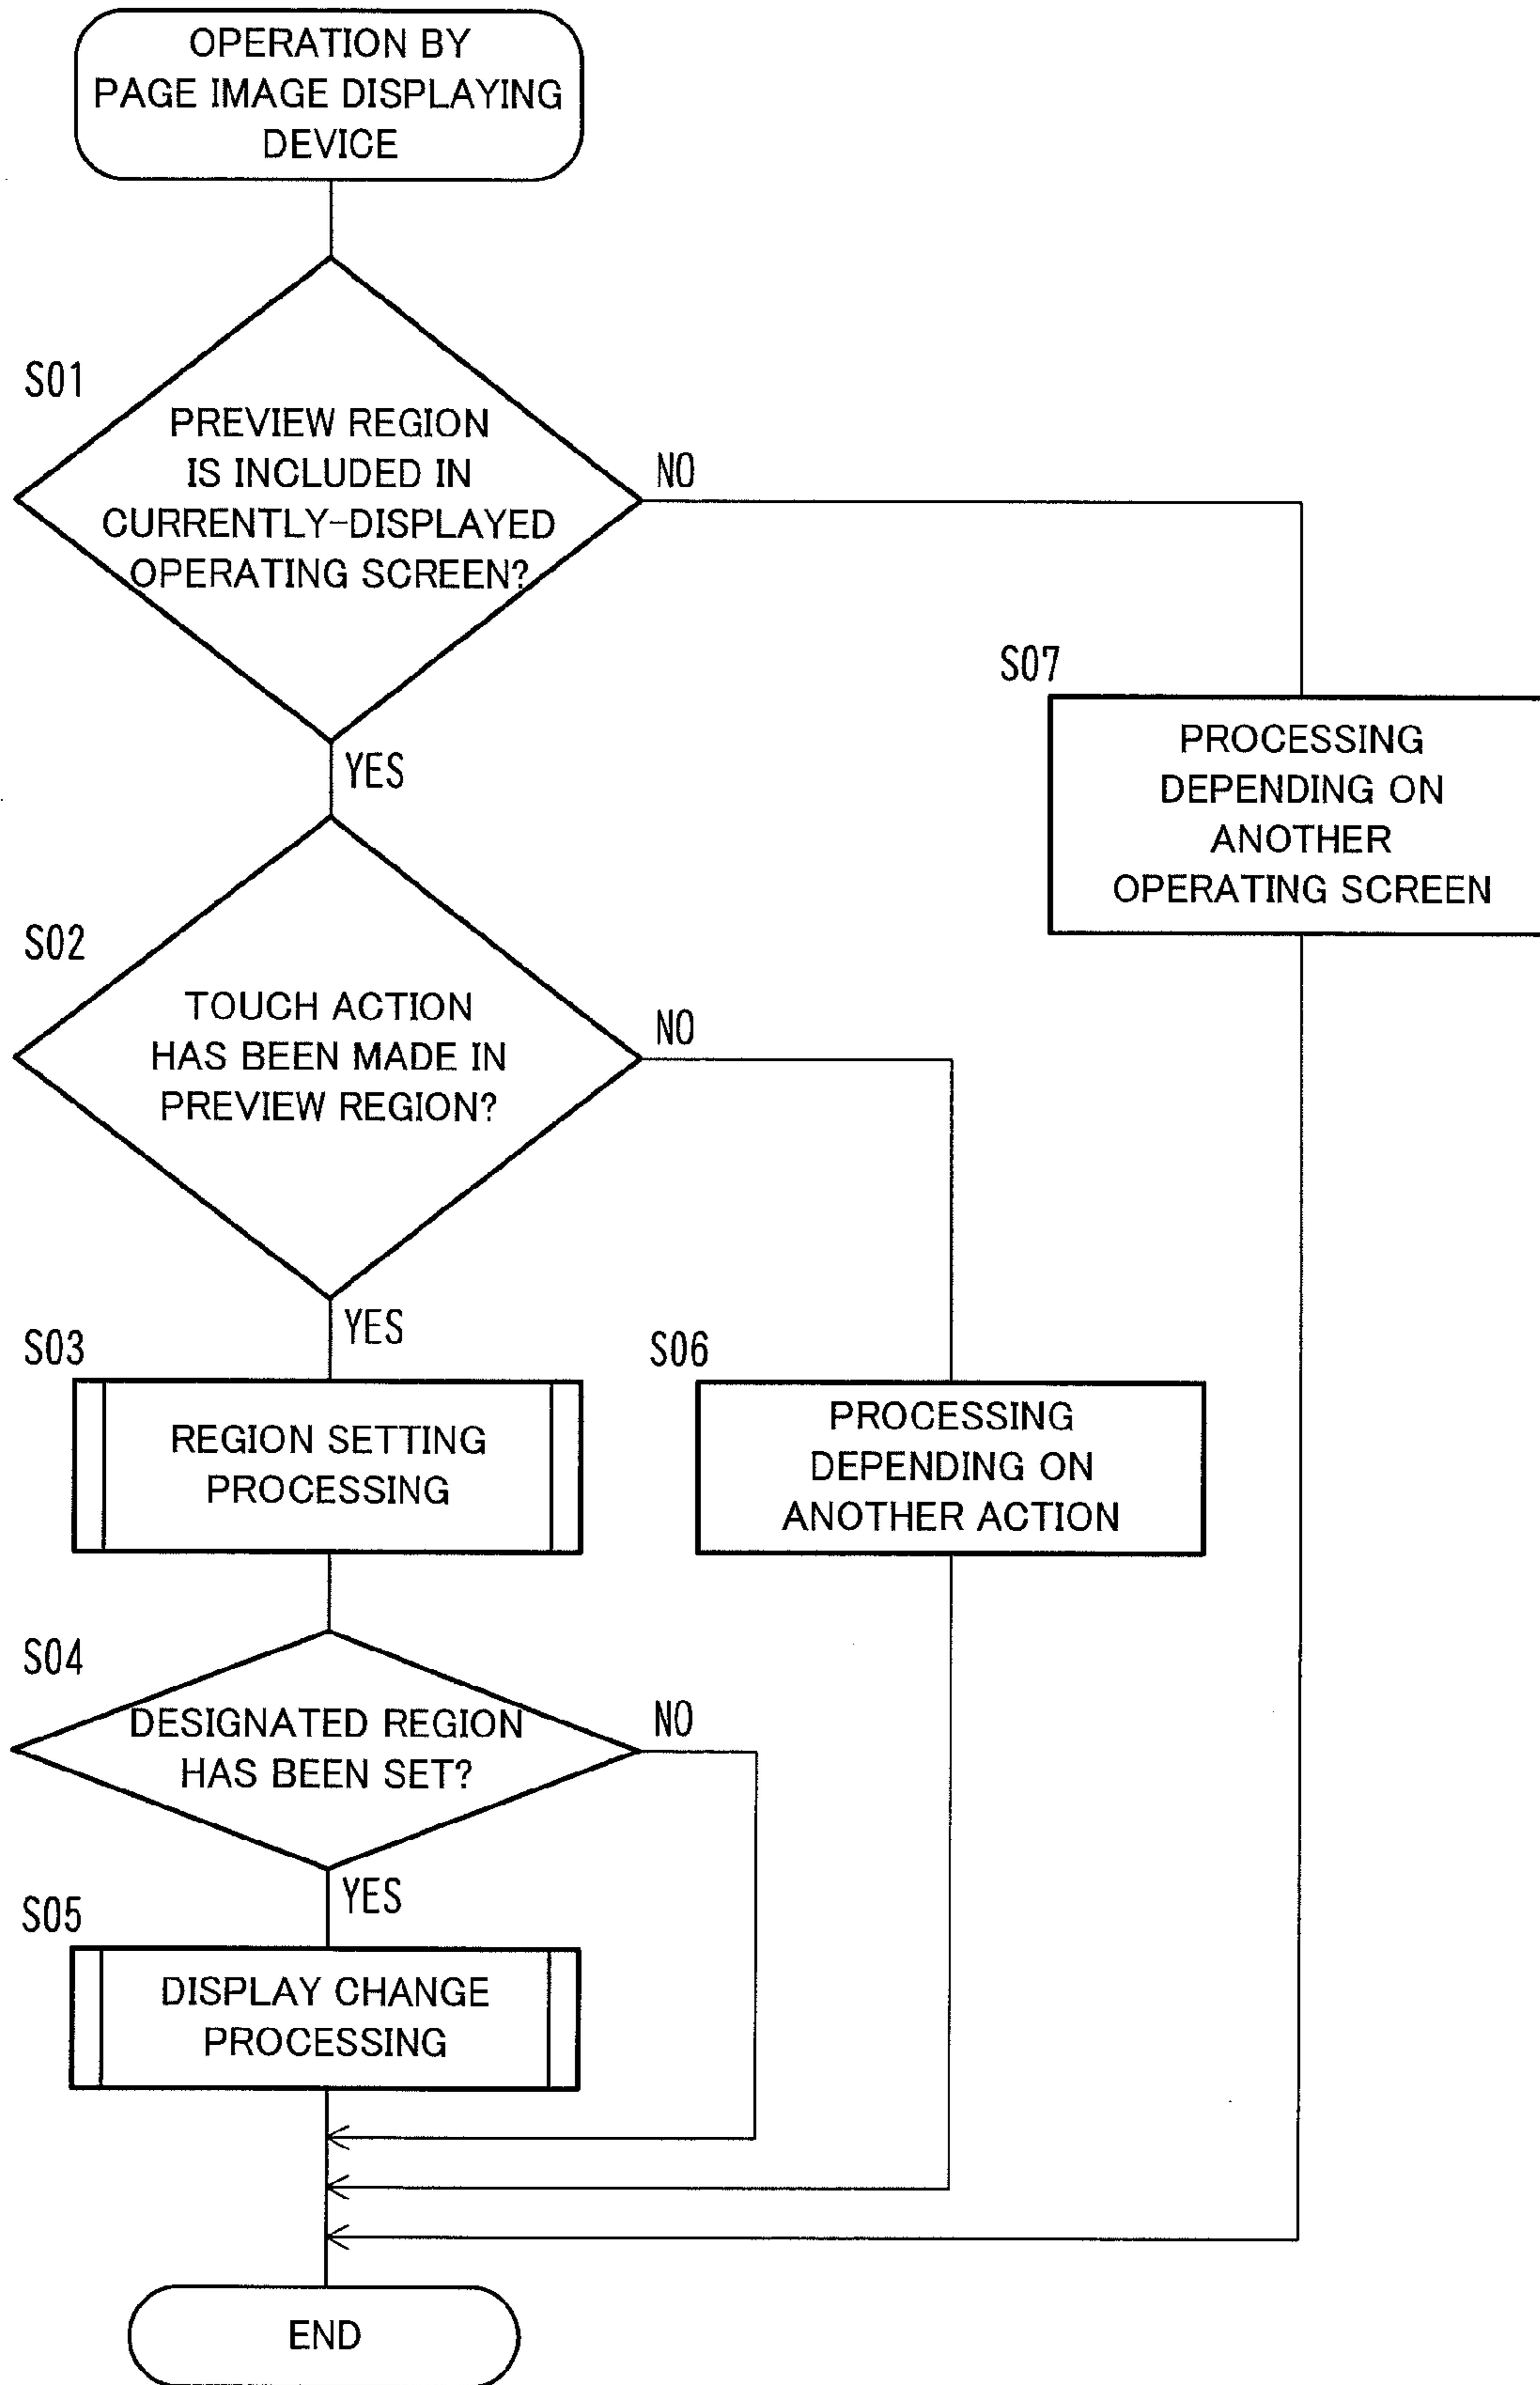 OPERATION BY
PAGE IMAGE DISPLAYING
DEVICE
S01
PREVIEW REGION
IS INCLUDED IN
CURRENTLY-DISPLAYED
OPERATING SCREEN?
NO
YES
S07
PROCESSING
DEPENDING ON
ANOTHER
OPERATING SCREEN
S02
TOUCH ACTION
HAS BEEN MADE IN
PREVIEW REGION?
NO
YES
S03
REGION SETTING
PROCESSING
S06
PROCESSING
DEPENDING ON
ANOTHER ACTION
S04
DESIGNATED REGION
HAS BEEN SET?
NO
YES
S05
DISPLAY CHANGE
PROCESSING
END